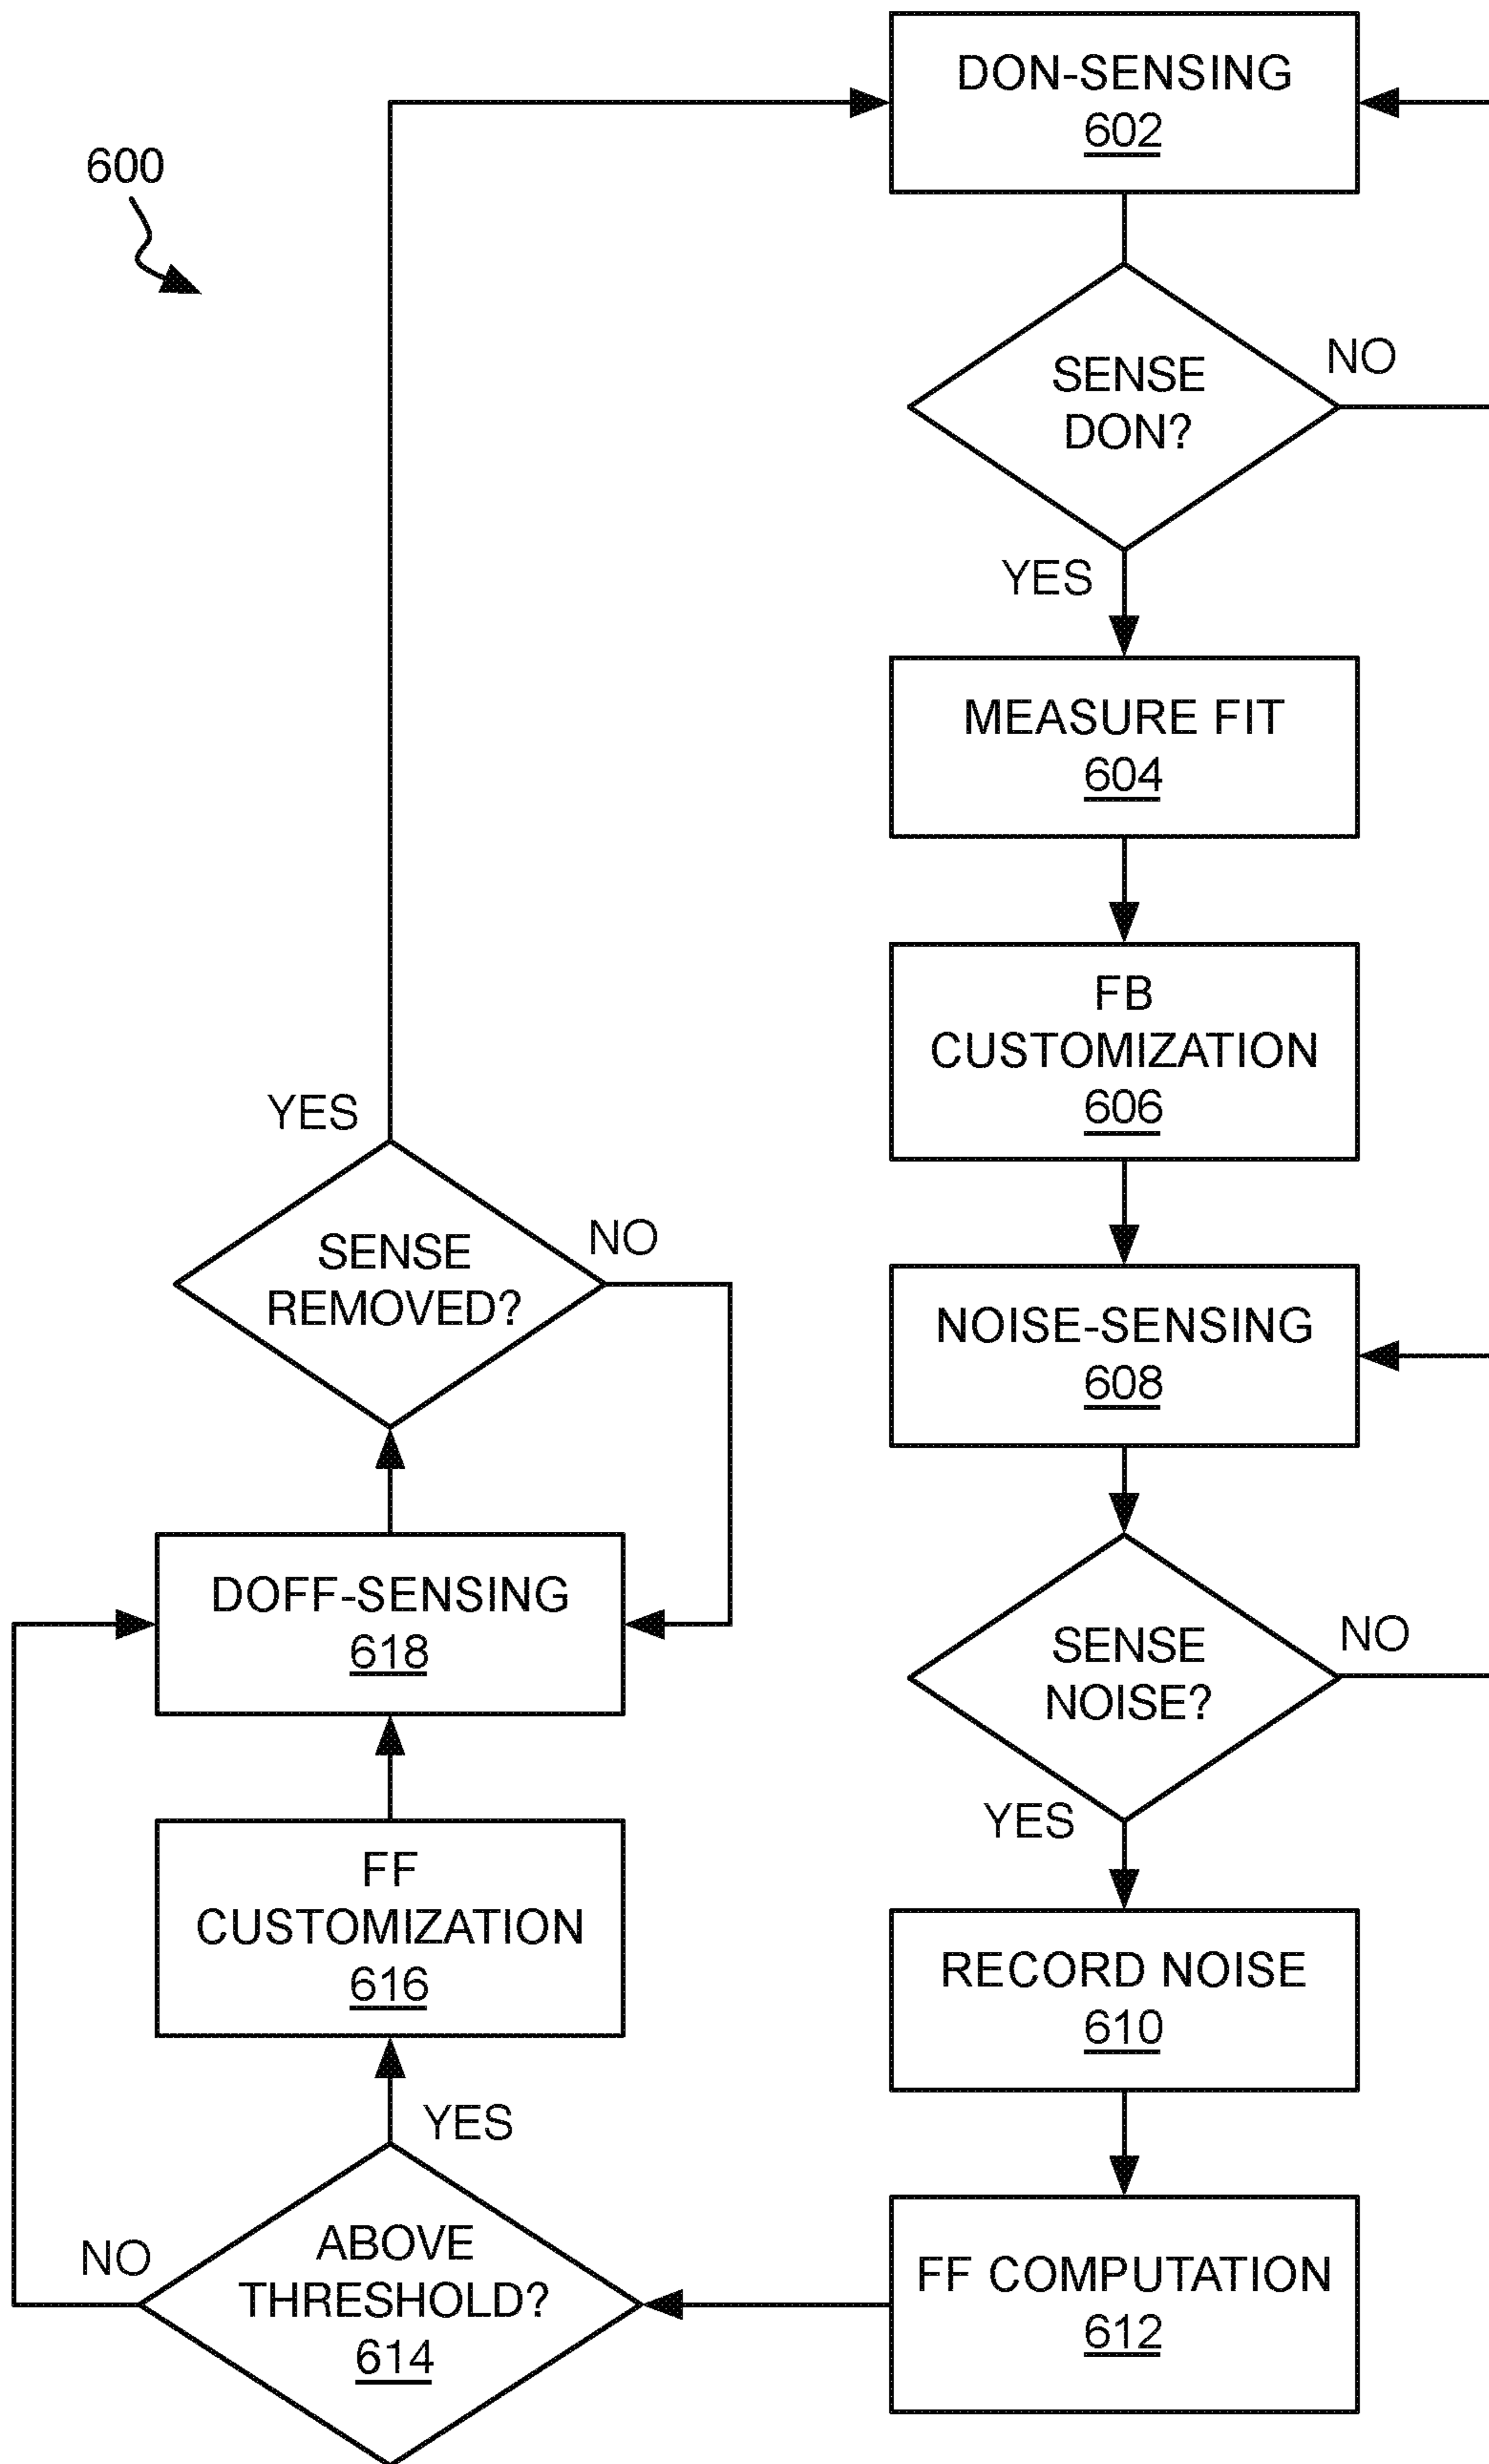 600
DON-SENSING
602
SENSE
DON?
NO
YES
MEASURE FIT
604
FB
CUSTOMIZATION
606
NOISE-SENSING
608
SENSE
NOISE?
NO
YES
RECORD NOISE
610
FF COMPUTATION
612
ABOVE
THRESHOLD?
614
NO
YES
FF
CUSTOMIZATION
616
DOFF-SENSING
618
SENSE
REMOVED?
NO
YES